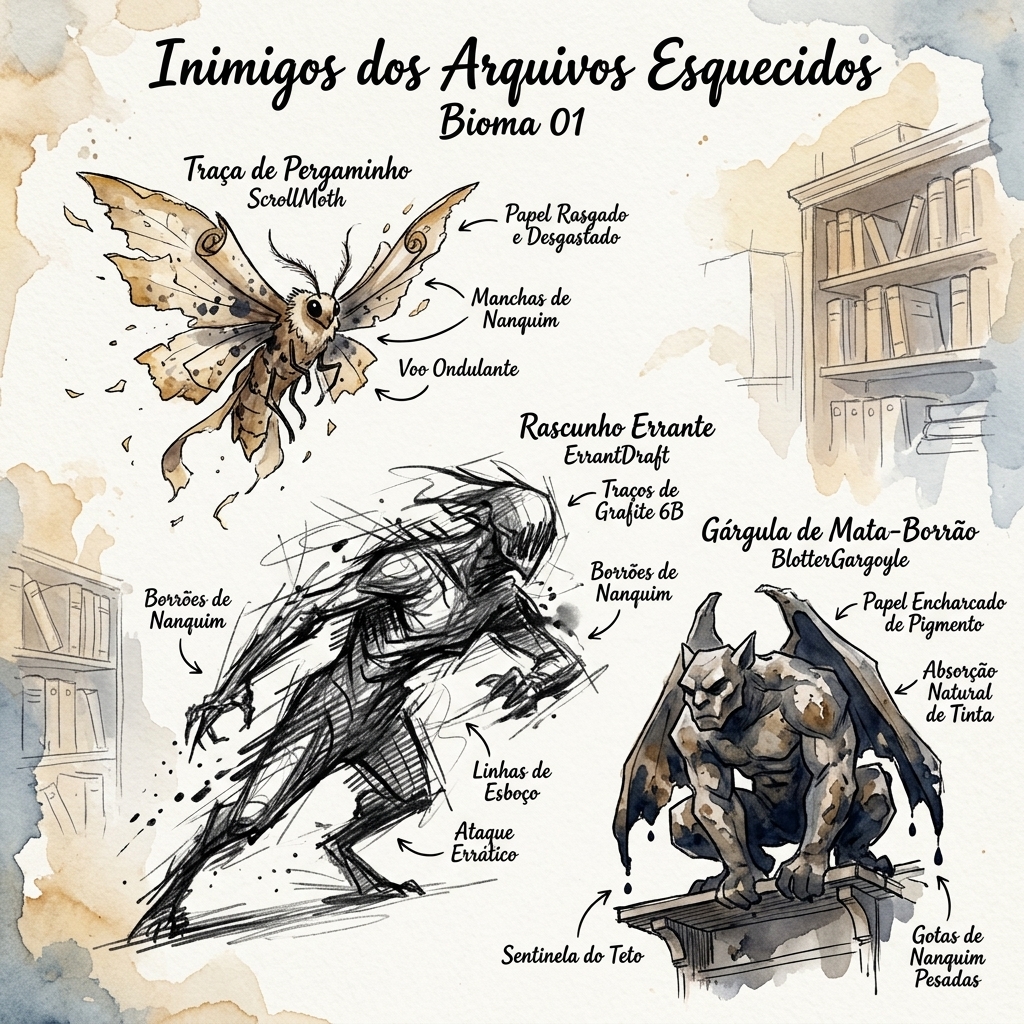 Inimigos dos Arquivos Esquecidos
Bioma 01
Traça de Pergaminho
ScrollMoth
Papel Rasgado
e Desgastado
Manchas de
Nanquim
Voo Ondulante
Rascunho Errante
ErrantDraft
Traços de
Grafite 6B
Borrões de
Nanquim
Borrões de
Nanquim
Linhas de
Esboço
Ataque
Errático
Gárgula de Mata-Borrão
BlotterGargoyle
Papel Encharcado
de Pigmento
Absorção
Natural
de Tinta
Sentinela do Teto
Gotas de
Nanquim
Pesadas